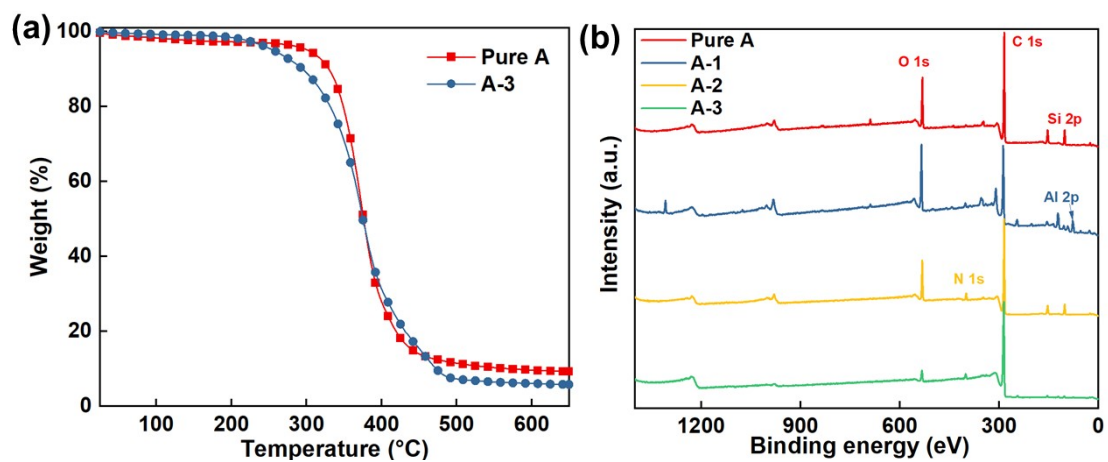 (a)
Weight (%)
100
80
60
40
20
0
Pure A
A-3
100 200 300 400 500 600
Temperature (°C)
(b)
Intensity (a.u.)
Pure A
A-1
A-2
A-3
C 1s
O 1s
Si 2p
Al 2p
N 1s
1200 900 600 300 0
Binding energy (eV)